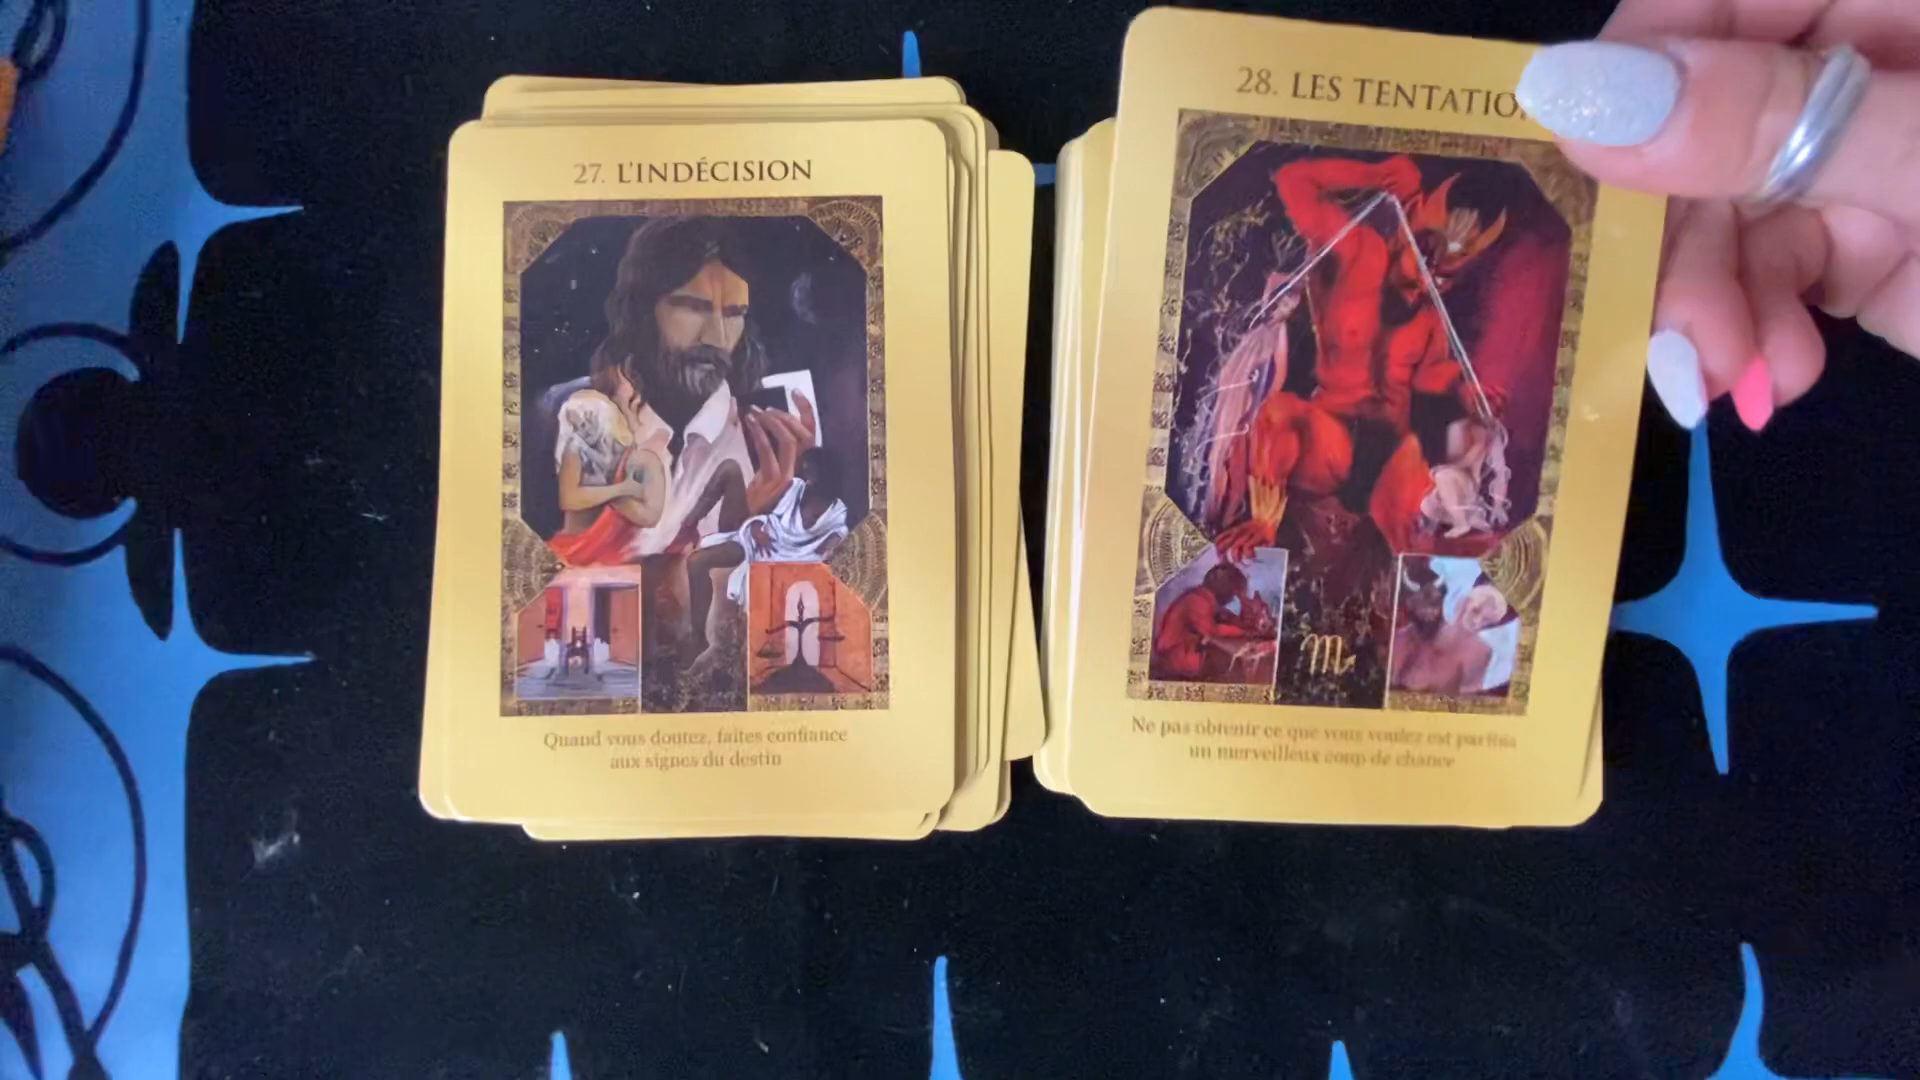 27. L'INDÉCISION
Quand vous doutez, faites confiance
aux signes du destin
28. LES TENTATIO
Ne pas obtenir ce que vous voulez est parfois
un merveilleux coup de chance